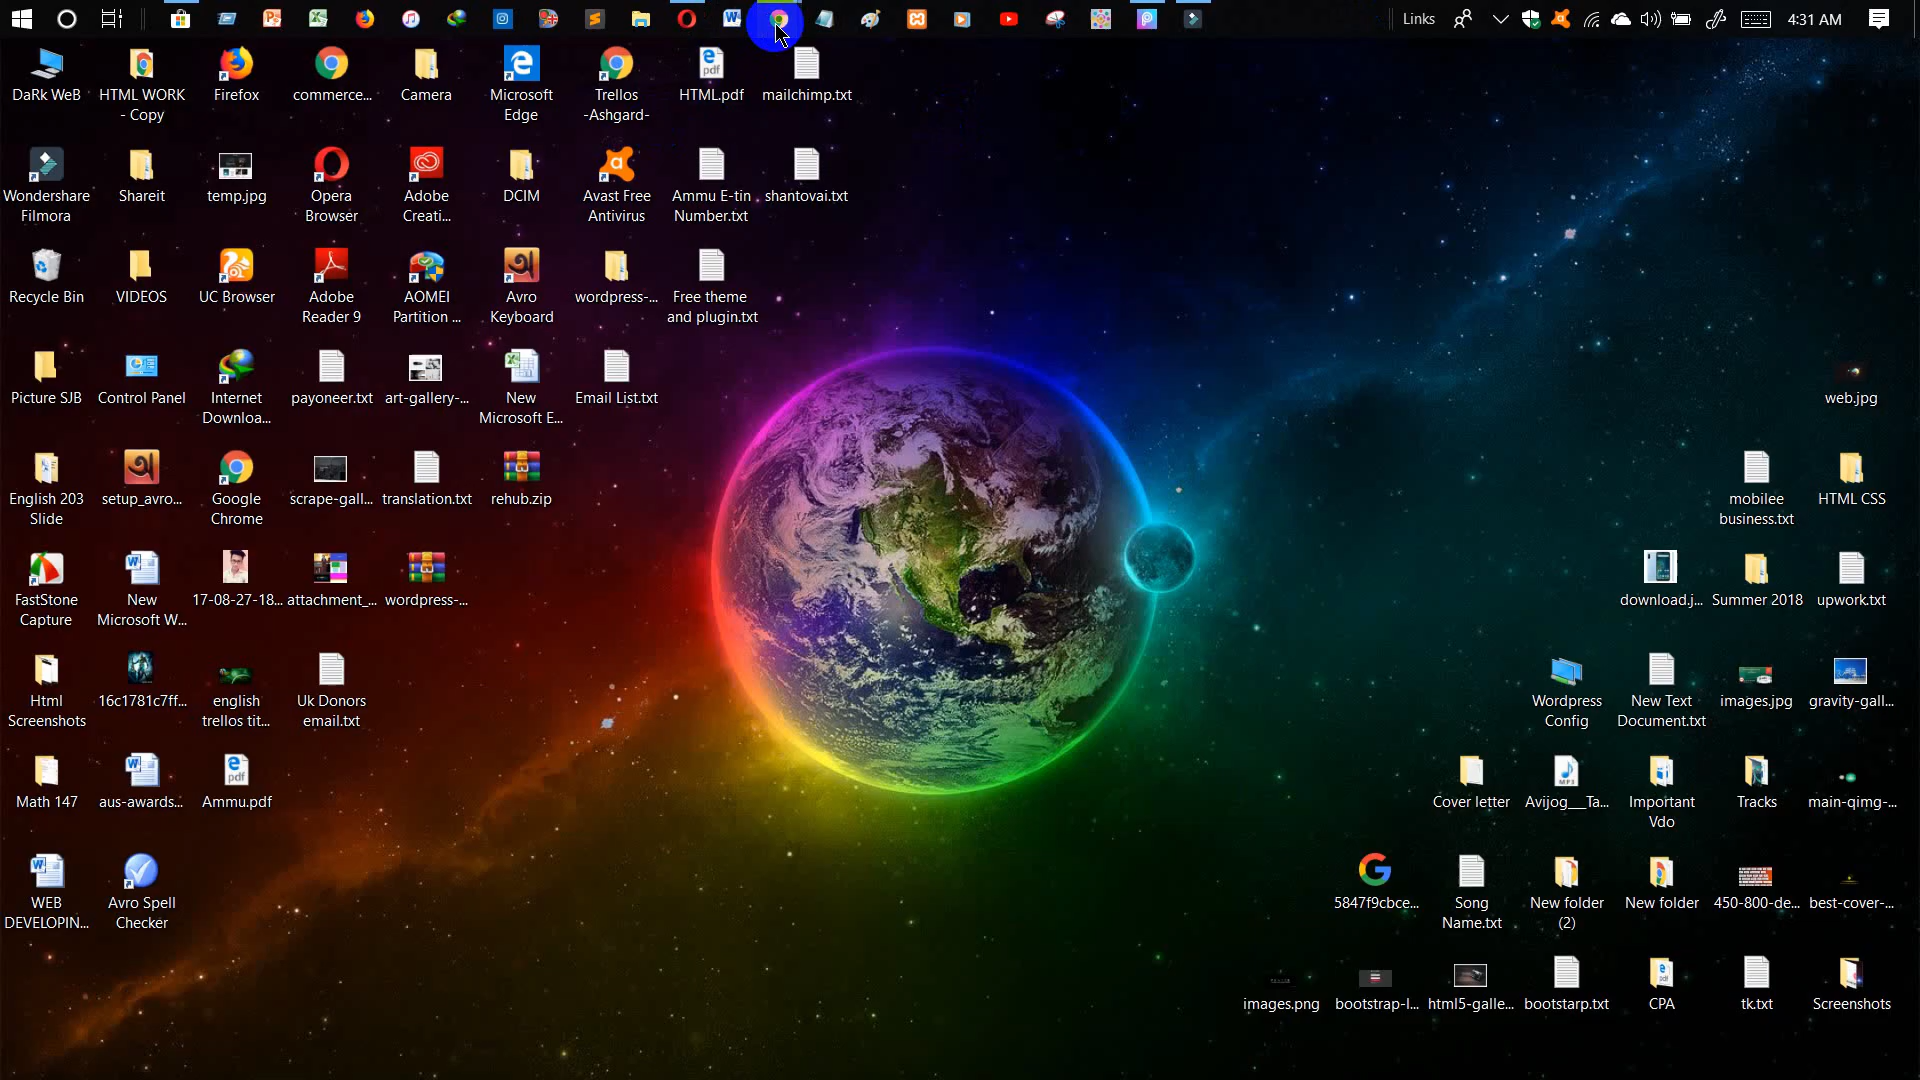 Links
4:31 AM
DaRk WeB
HTML WORK
- Copy
Firefox
commerce...
Camera
Microsoft
Edge
Trellos
-Ashgard-
HTML.pdf
mailchimp.txt
Wondershare
Filmora
Shareit
temp.jpg
Opera
Browser
Adobe
Creati...
DCIM
Avast Free
Antivirus
Ammu E-tin
Number.txt
shantovai.txt
Recycle Bin
VIDEOS
UC Browser
Adobe
Reader 9
AOMEI
Partition ...
Avro
Keyboard
wordpress-...
Free theme
and plugin.txt
Picture SJB
Control Panel
Internet
Downloa...
payoneer.txt
art-gallery-...
New
Microsoft E...
Email List.txt
web.jpg
English 203
Slide
setup_avro...
Google
Chrome
scrape-gall...
translation.txt
rehub.zip
mobilee
business.txt
HTML CSS
FastStone
Capture
New
Microsoft W...
17-08-27-18...
attachment_...
wordpress-...
download.j...
Summer 2018
upwork.txt
Html
Screenshots
16c1781c7ff...
english
trellos tit...
Uk Donors
email.txt
Wordpress
Config
New Text
Document.txt
images.jpg
gravity-gall...
Math 147
aus-awards...
Ammu.pdf
Cover letter
Avijog___Ta...
Important
Vdo
Tracks
main-qimg-...
WEB
DEVELOPIN...
Avro Spell
Checker
5847f9cbce...
Song
Name.txt
New folder
(2)
New folder
450-800-de...
best-cover-...
images.png
bootstrap-l...
html5-galle...
bootstarp.txt
CPA
tk.txt
Screenshots